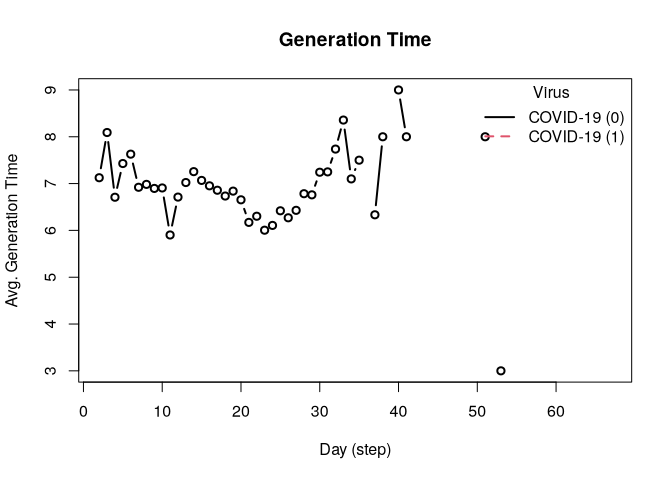 Generation Time
Virus
COVID-19 (0)
COVID-19 (1)
Avg. Generation Time
9
8
7
6
5
4
3
0 10 20 30 40 50 60
Day (step)